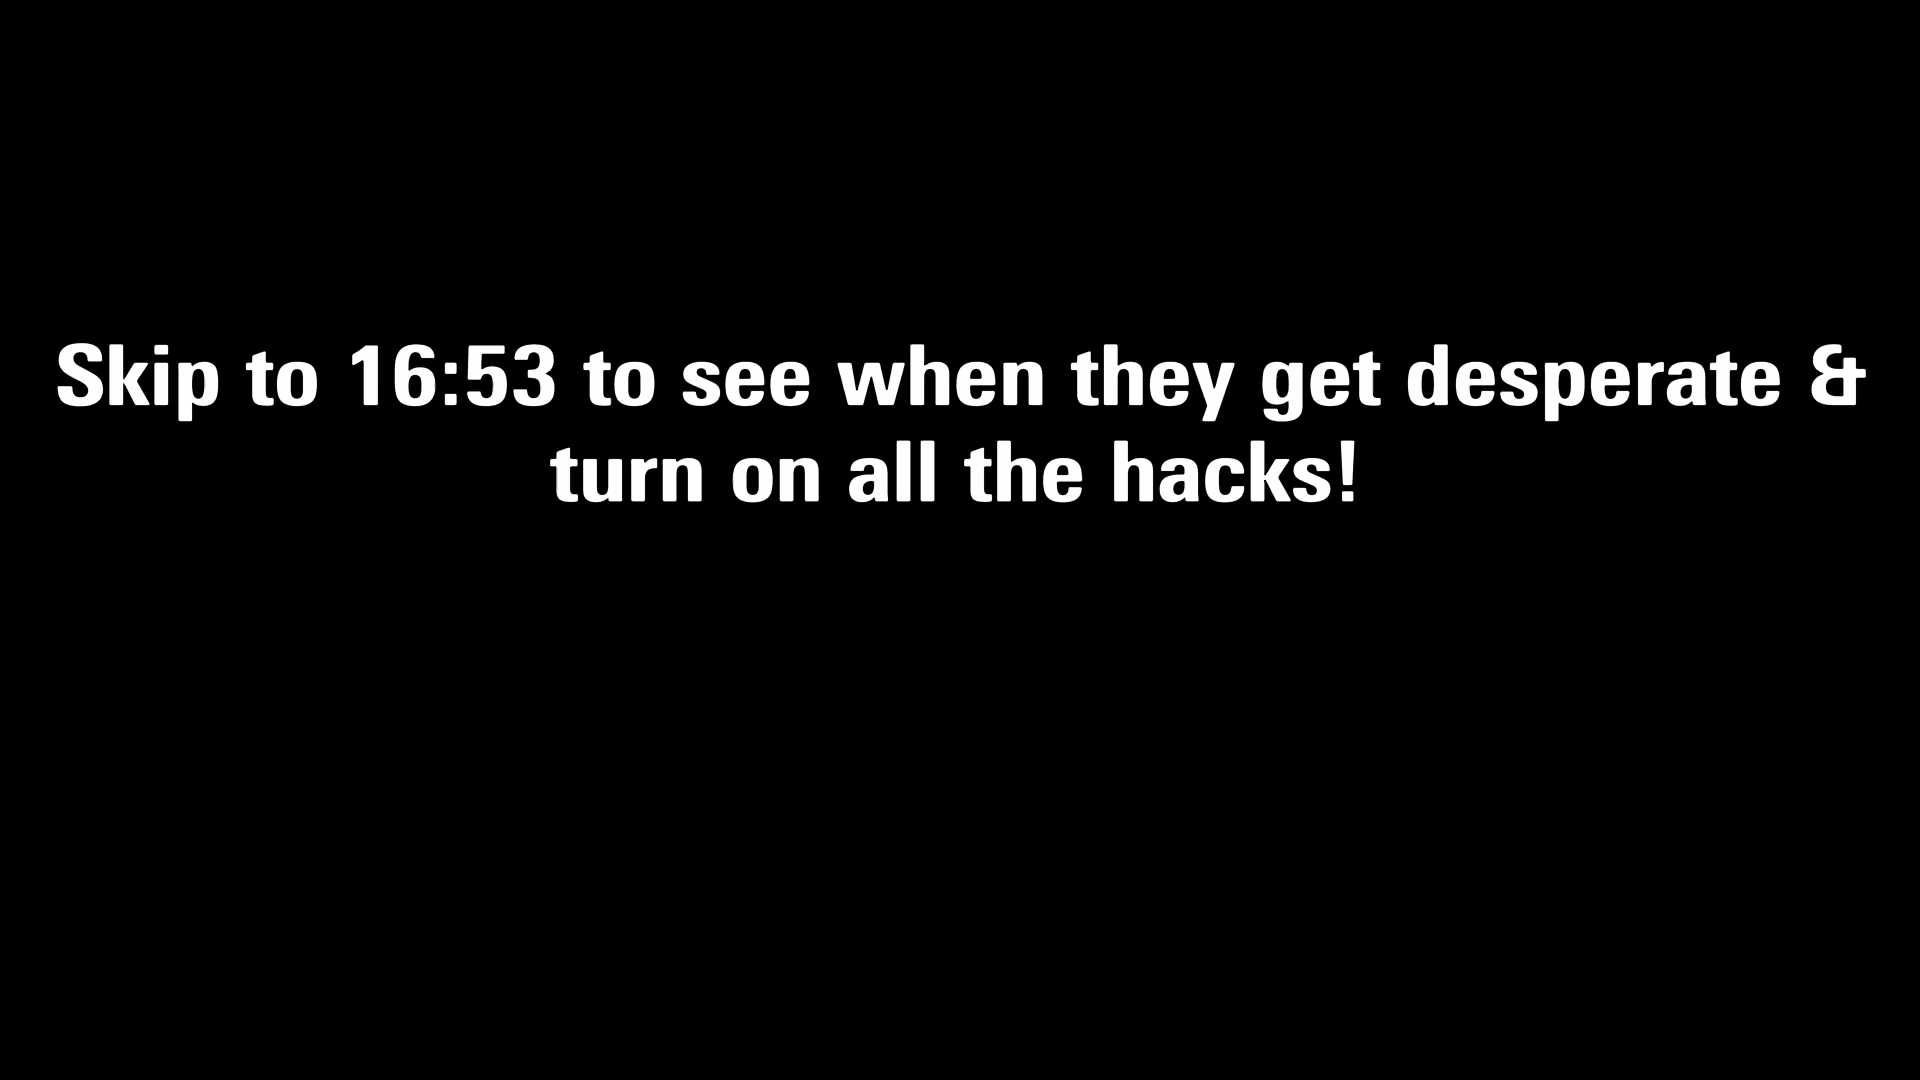 Skip to 16:53 to see when they get desperate &
turn on all the hacks!